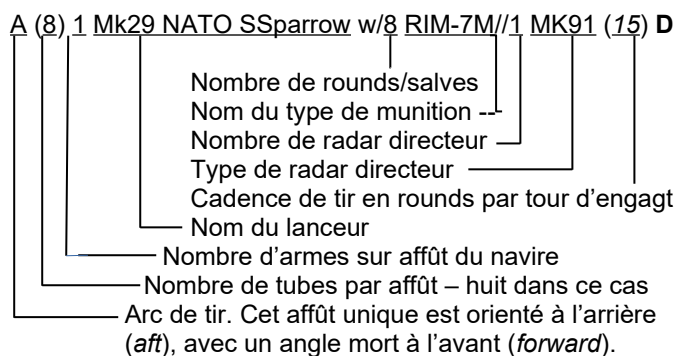 A (8) 1 Mk29 NATO SSparrow w/8 RIM-7M//1 MK91 (15) D
Nombre de rounds/salves
Nom du type de munition --
Nombre de radar directeur
Type de radar directeur
Cadence de tir en rounds par tour d’engagt
Nom du lanceur
Nombre d’armes sur affût du navire
Nombre de tubes par affût – huit dans ce cas
Arc de tir. Cet affût unique est orienté à l’arrière
(aft), avec un angle mort à l’avant (forward).